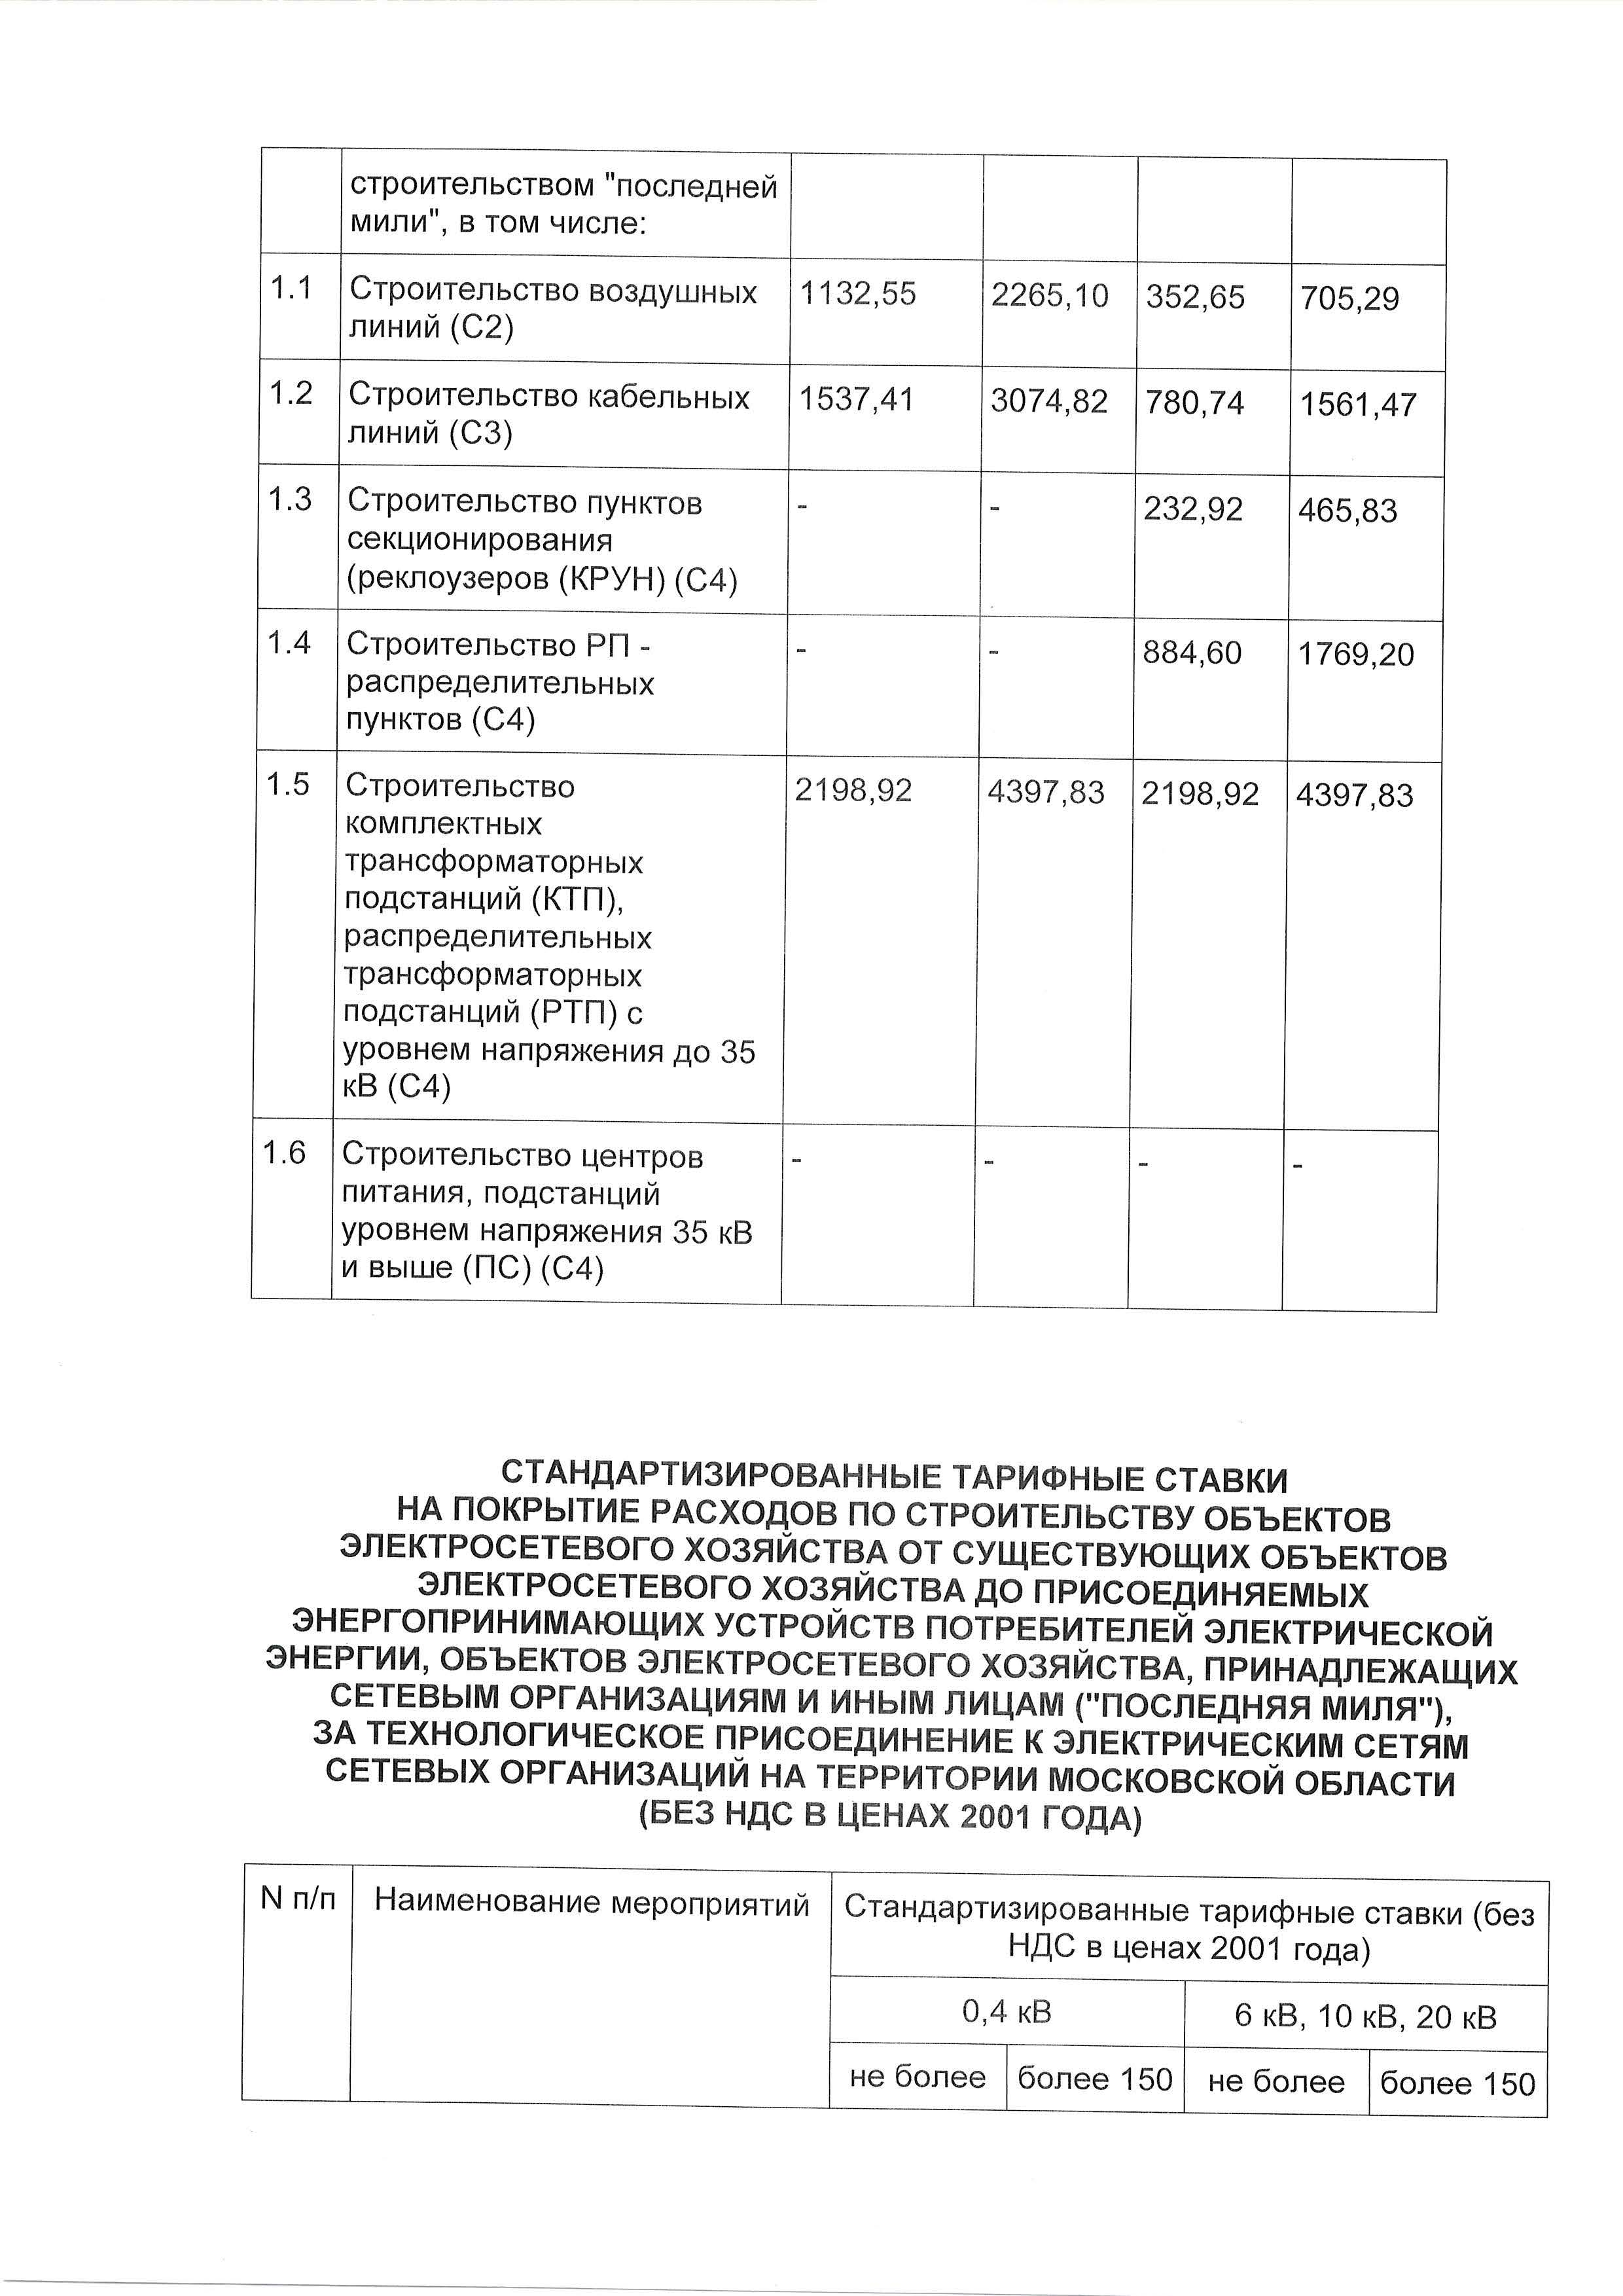 строительством "последней
мили", в том числе:
1.1 Строительство воздушных 1132,55 2265,10 352,65 705,29
линий (С2)
1.2 Строительство кабельных 1537,41 3074,82 780,74 1561,47
линий (С3)
1.3 Строительство пунктов - - 232,92 465,83
секционирования
(реклоузеров (КРУН) (С4)
1.4 Строительство РП - - - 884,60 1769,20
распределительных
пунктов (С4)
1.5 Строительство 2198,92 4397,83 2198,92 4397,83
комплектных
трансформаторных
подстанций (КТП),
распределительных
трансформаторных
подстанций (РТП) с
уровнем напряжения до 35
кВ (С4)
1.6 Строительство центров - - - -
питания, подстанций
уровнем напряжения 35 кВ
и выше (ПС) (С4)
СТАНДАРТИЗИРОВАННЫЕ ТАРИФНЫЕ СТАВКИ
НА ПОКРЫТИЕ РАСХОДОВ ПО СТРОИТЕЛЬСТВУ ОБЪЕКТОВ
ЭЛЕКТРОСЕТЕВОГО ХОЗЯЙСТВА ОТ СУЩЕСТВУЮЩИХ ОБЪЕКТОВ
ЭЛЕКТРОСЕТЕВОГО ХОЗЯЙСТВА ДО ПРИСОЕДИНЯЕМЫХ
ЭНЕРГОПРИНИМАЮЩИХ УСТРОЙСТВ ПОТРЕБИТЕЛЕЙ ЭЛЕКТРИЧЕСКОЙ
ЭНЕРГИИ, ОБЪЕКТОВ ЭЛЕКТРОСЕТЕВОГО ХОЗЯЙСТВА, ПРИНАДЛЕЖАЩИХ
СЕТЕВЫМ ОРГАНИЗАЦИЯМ И ИНЫМ ЛИЦАМ ("ПОСЛЕДНЯЯ МИЛЯ"),
ЗА ТЕХНОЛОГИЧЕСКОЕ ПРИСОЕДИНЕНИЕ К ЭЛЕКТРИЧЕСКИМ СЕТЯМ
СЕТЕВЫХ ОРГАНИЗАЦИЙ НА ТЕРРИТОРИИ МОСКОВСКОЙ ОБЛАСТИ
(БЕЗ НДС В ЦЕНАХ 2001 ГОДА)
N п/п Наименование мероприятий Стандартизированные тарифные ставки (без
НДС в ценах 2001 года)
0,4 кВ 6 кВ, 10 кВ, 20 кВ
не более более 150 не более более 150